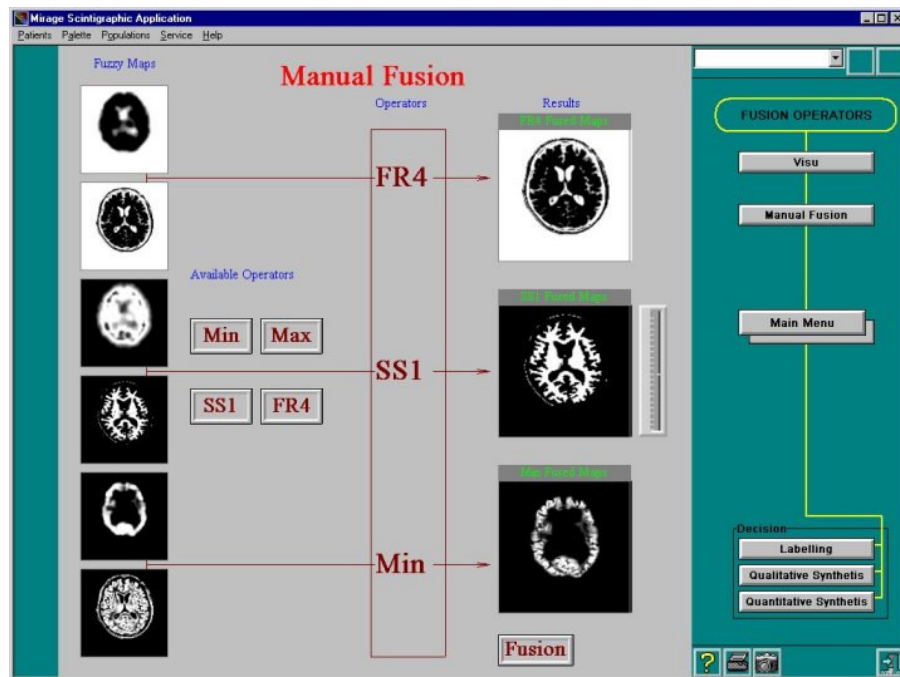 Mirage Scintigraphic Application
Patients Palette Populations Service Help
Fuzzy Maps
Manual Fusion
Operators
Results
FR4 Fused Maps
FR4
Available Operators
Min Max
SS1 FR4
SS1 Fused Maps
SS1
Min Fused Maps
Min
Fusion
FUSION OPERATORS
Visu
Manual Fusion
Main Menu
Decision
Labelling
Qualitative Synthetis
Quantitative Synthetis
?